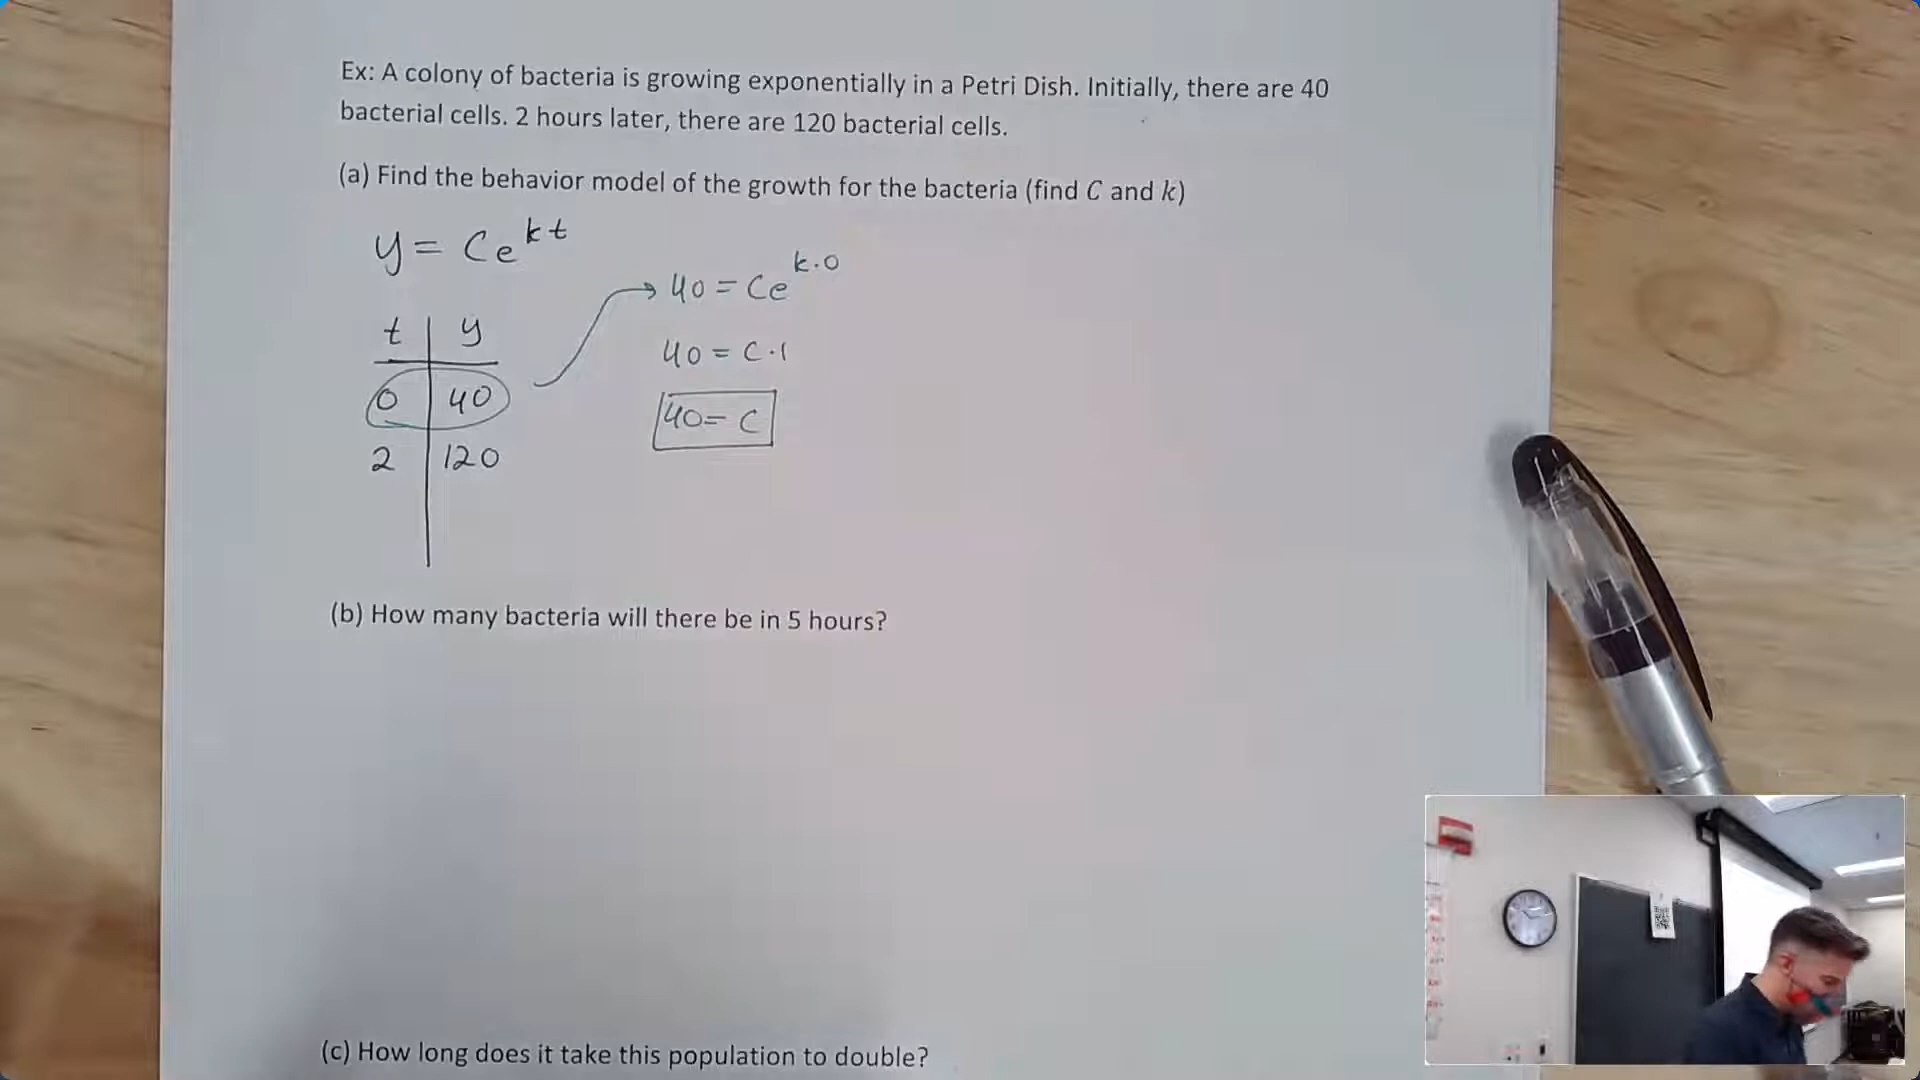 Ex: A colony of bacteria is growing exponentially in a Petri Dish. Initially, there are 40
bacterial cells. 2 hours later, there are 120 bacterial cells.
(a) Find the behavior model of the growth for the bacteria (find C and k)
y = Ce^{kt}
t | y
0 | 40
2 | 120
40 = Ce^{k·0}
40 = C·1
40 = C
(b) How many bacteria will there be in 5 hours?
(c) How long does it take this population to double?